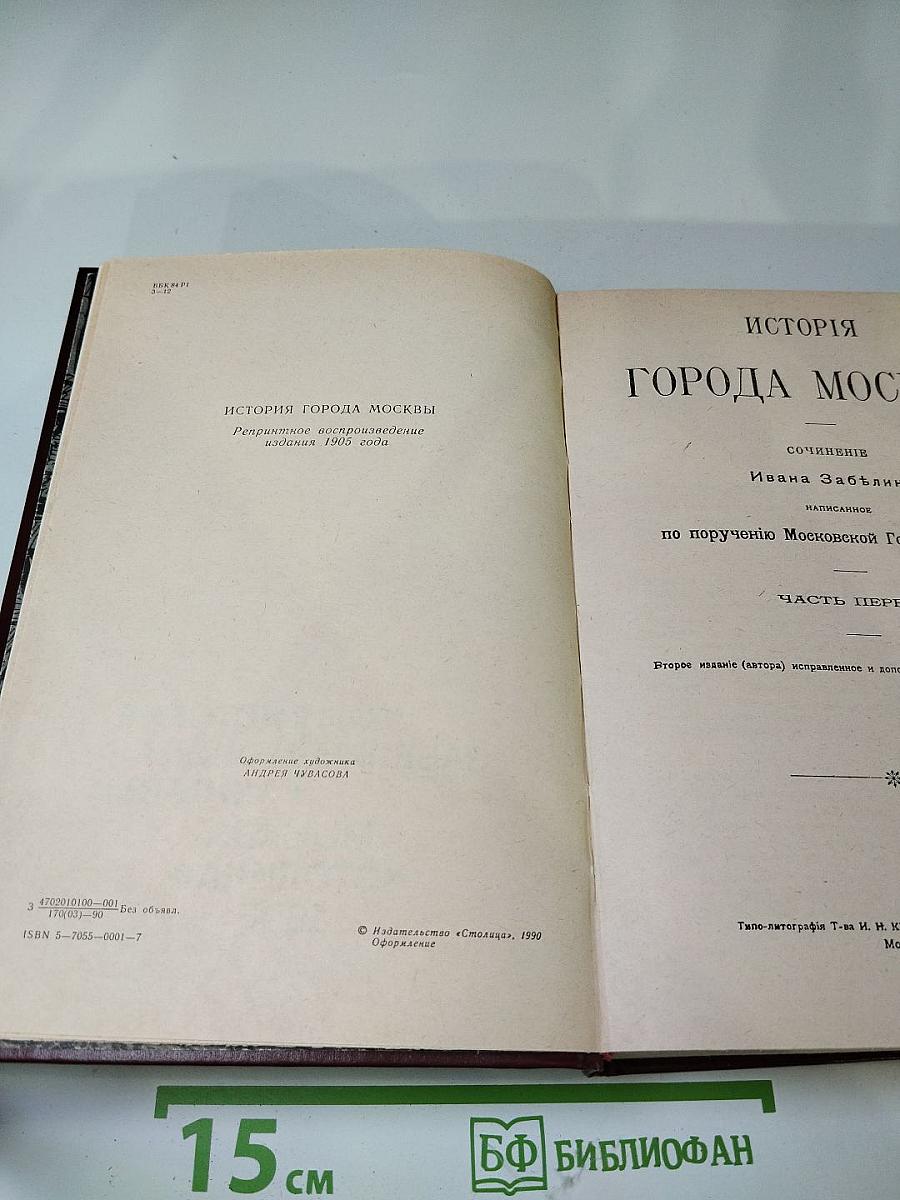 ББК 84 Р1
З—12
ИСТОРИЯ ГОРОДА МОСКВЫ
Репринтное воспроизведение
издания 1905 года
Оформление художника
АНДРЕЯ ЧУВАСОВА
З 4702010100—001 Без объявл.
170(03)—90
ISBN 5—7055—0001—7
© Издательство «Столица», 1990
Оформление
ИСТОРІЯ
ГОРОДА МОС
СОЧИНЕНІЕ
Ивана Забѣлин
НАПИСАННОЕ
по порученію Московской Г
ЧАСТЬ ПЕР
Второе изданіе (автора) исправленное и доп
Типо-литографія Т-ва И. Н. К
Мо
15 см
БФ БИБЛИОФАН